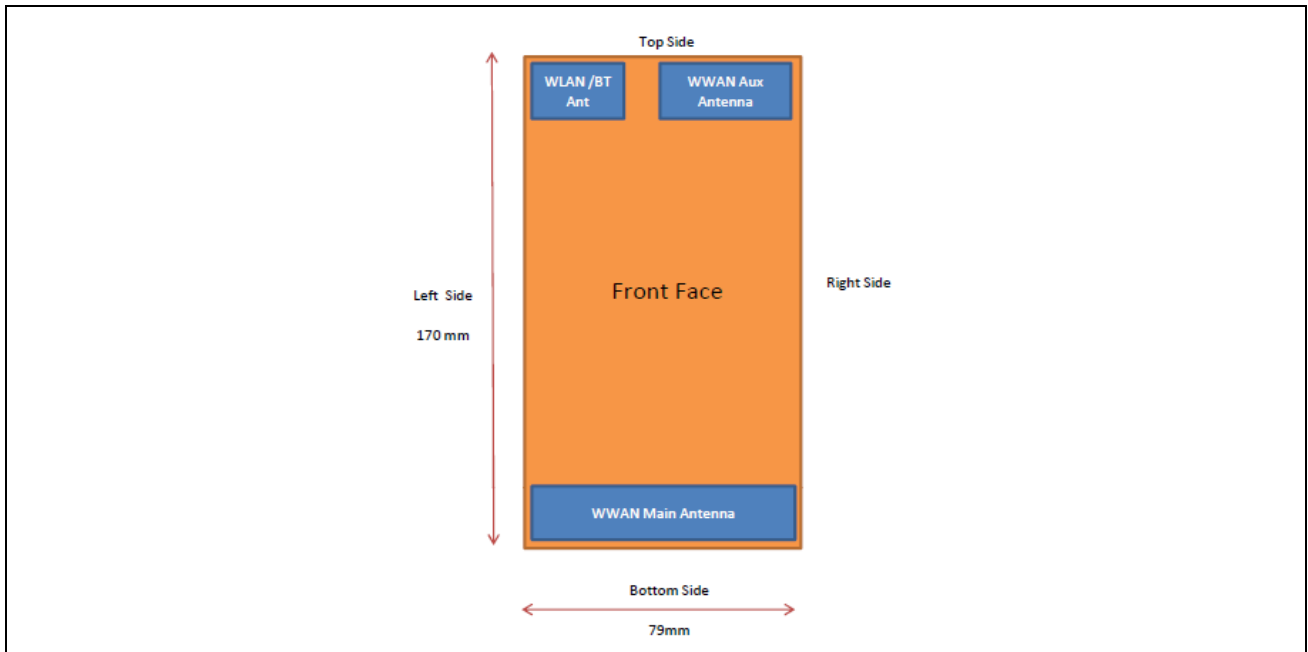 Top Side
WLAN /BT
Ant
WWAN Aux
Antenna
Left  Side
170 mm
Front Face
Right Side
WWAN Main Antenna
Bottom Side
79mm